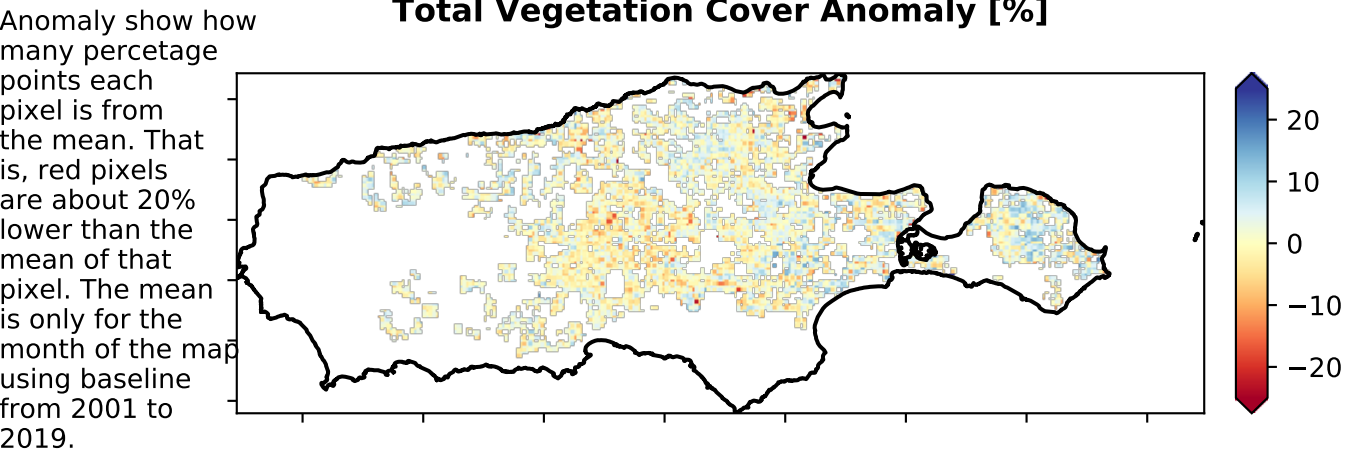 Total Vegetation Cover Anomaly [%]
Anomaly show how
many percetage
points each
pixel is from
the mean. That
is, red pixels
are about 20%
lower than the
mean of that
pixel. The mean
is only for the
month of the map
using baseline
from 2001 to
2019.
20
10
0
−10
−20